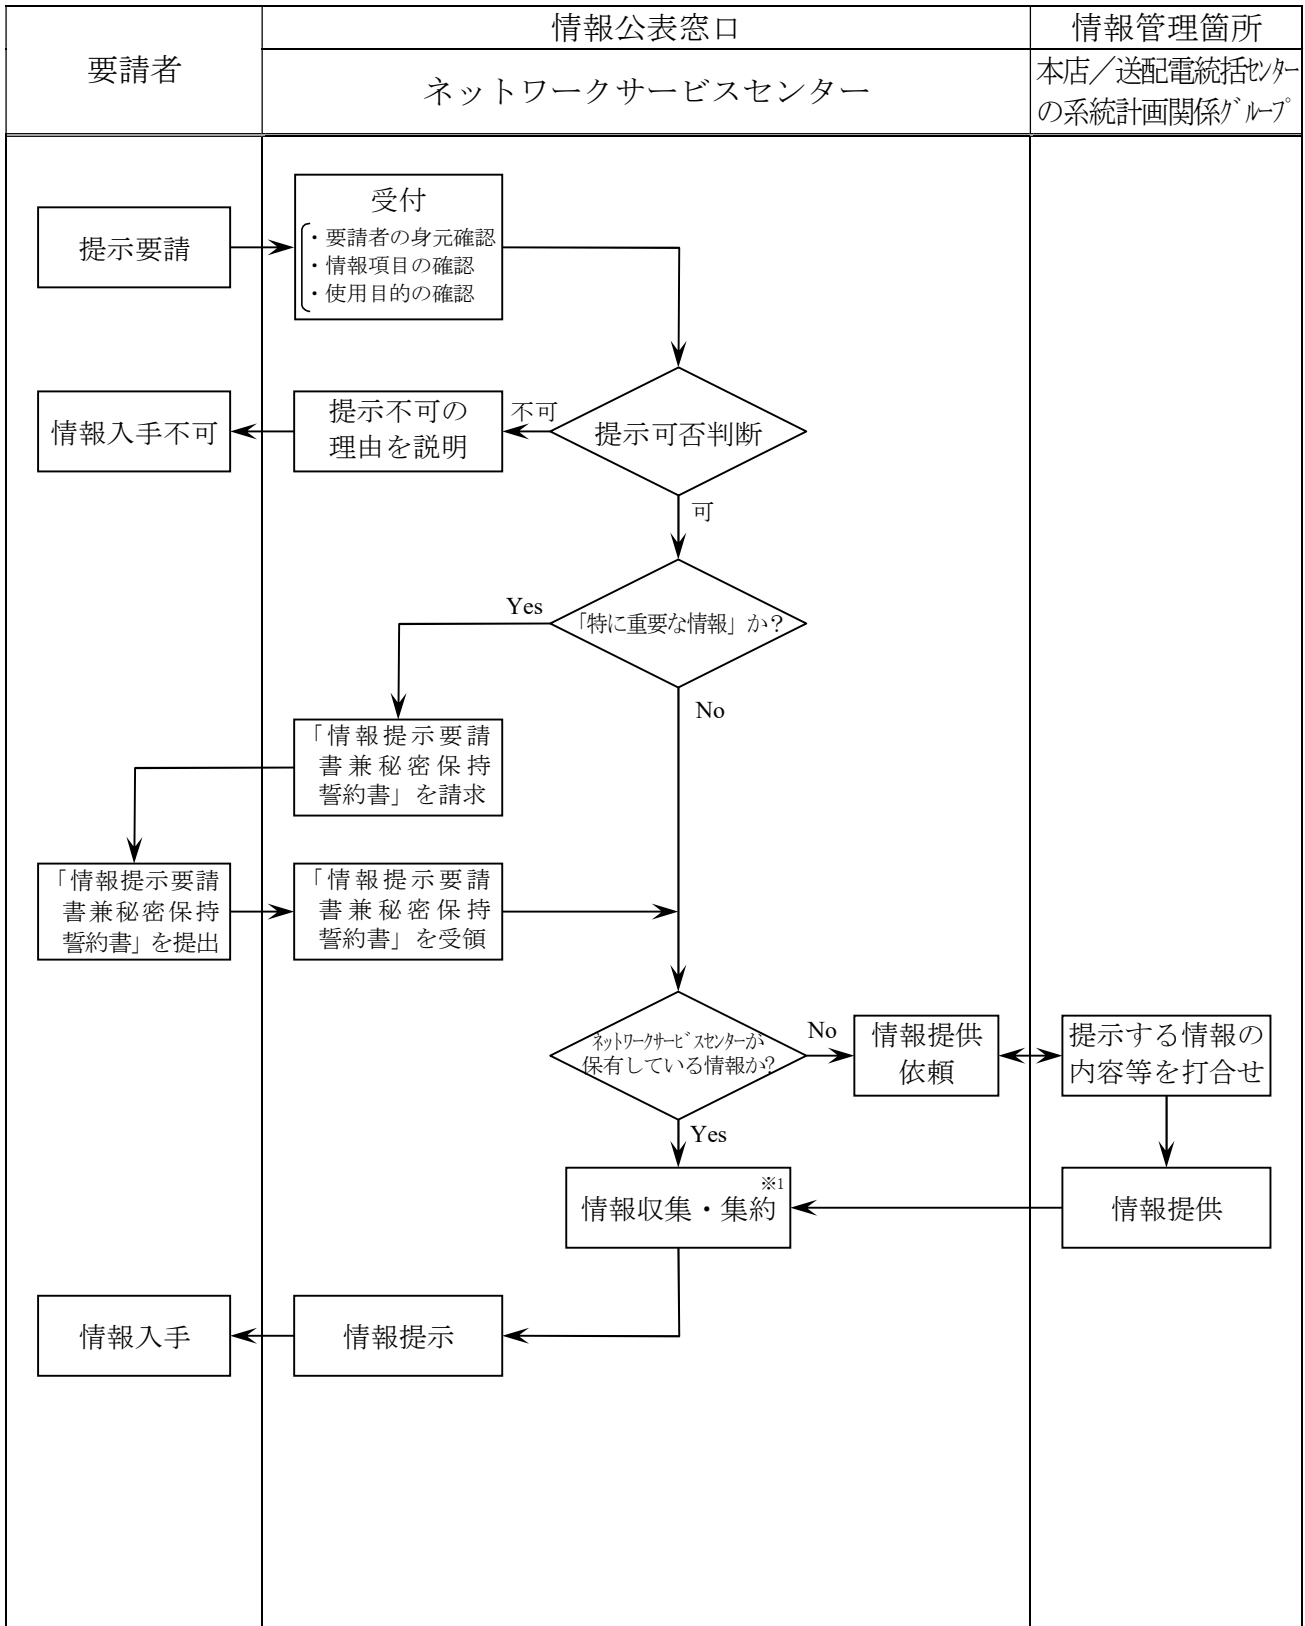 要請者
情報公表窓口
情報管理箇所
ネットワークサービスセンター
本店／送配電統括ｾﾝﾀｰ
の系統計画関係ｸﾞﾙｰﾌﾟ
提示要請
受付
・要請者の身元確認
・情報項目の確認
・使用目的の確認
情報入手不可
提示不可の
理由を説明
不可
提示可否判断
可
Yes
「特に重要な情報」か？
No
「情報提示要請
書兼秘密保持
誓約書」を請求
「情報提示要請
書兼秘密保持
誓約書」を提出
「情報提示要請
書兼秘密保持
誓約書」を受領
ﾈｯﾄﾜｰｸｻｰﾋﾞｽｾﾝﾀｰが
保有している情報か?
No
情報提供
依頼
提示する情報の
内容等を打合せ
Yes
※1
情報収集・集約
情報提供
情報入手
情報提示